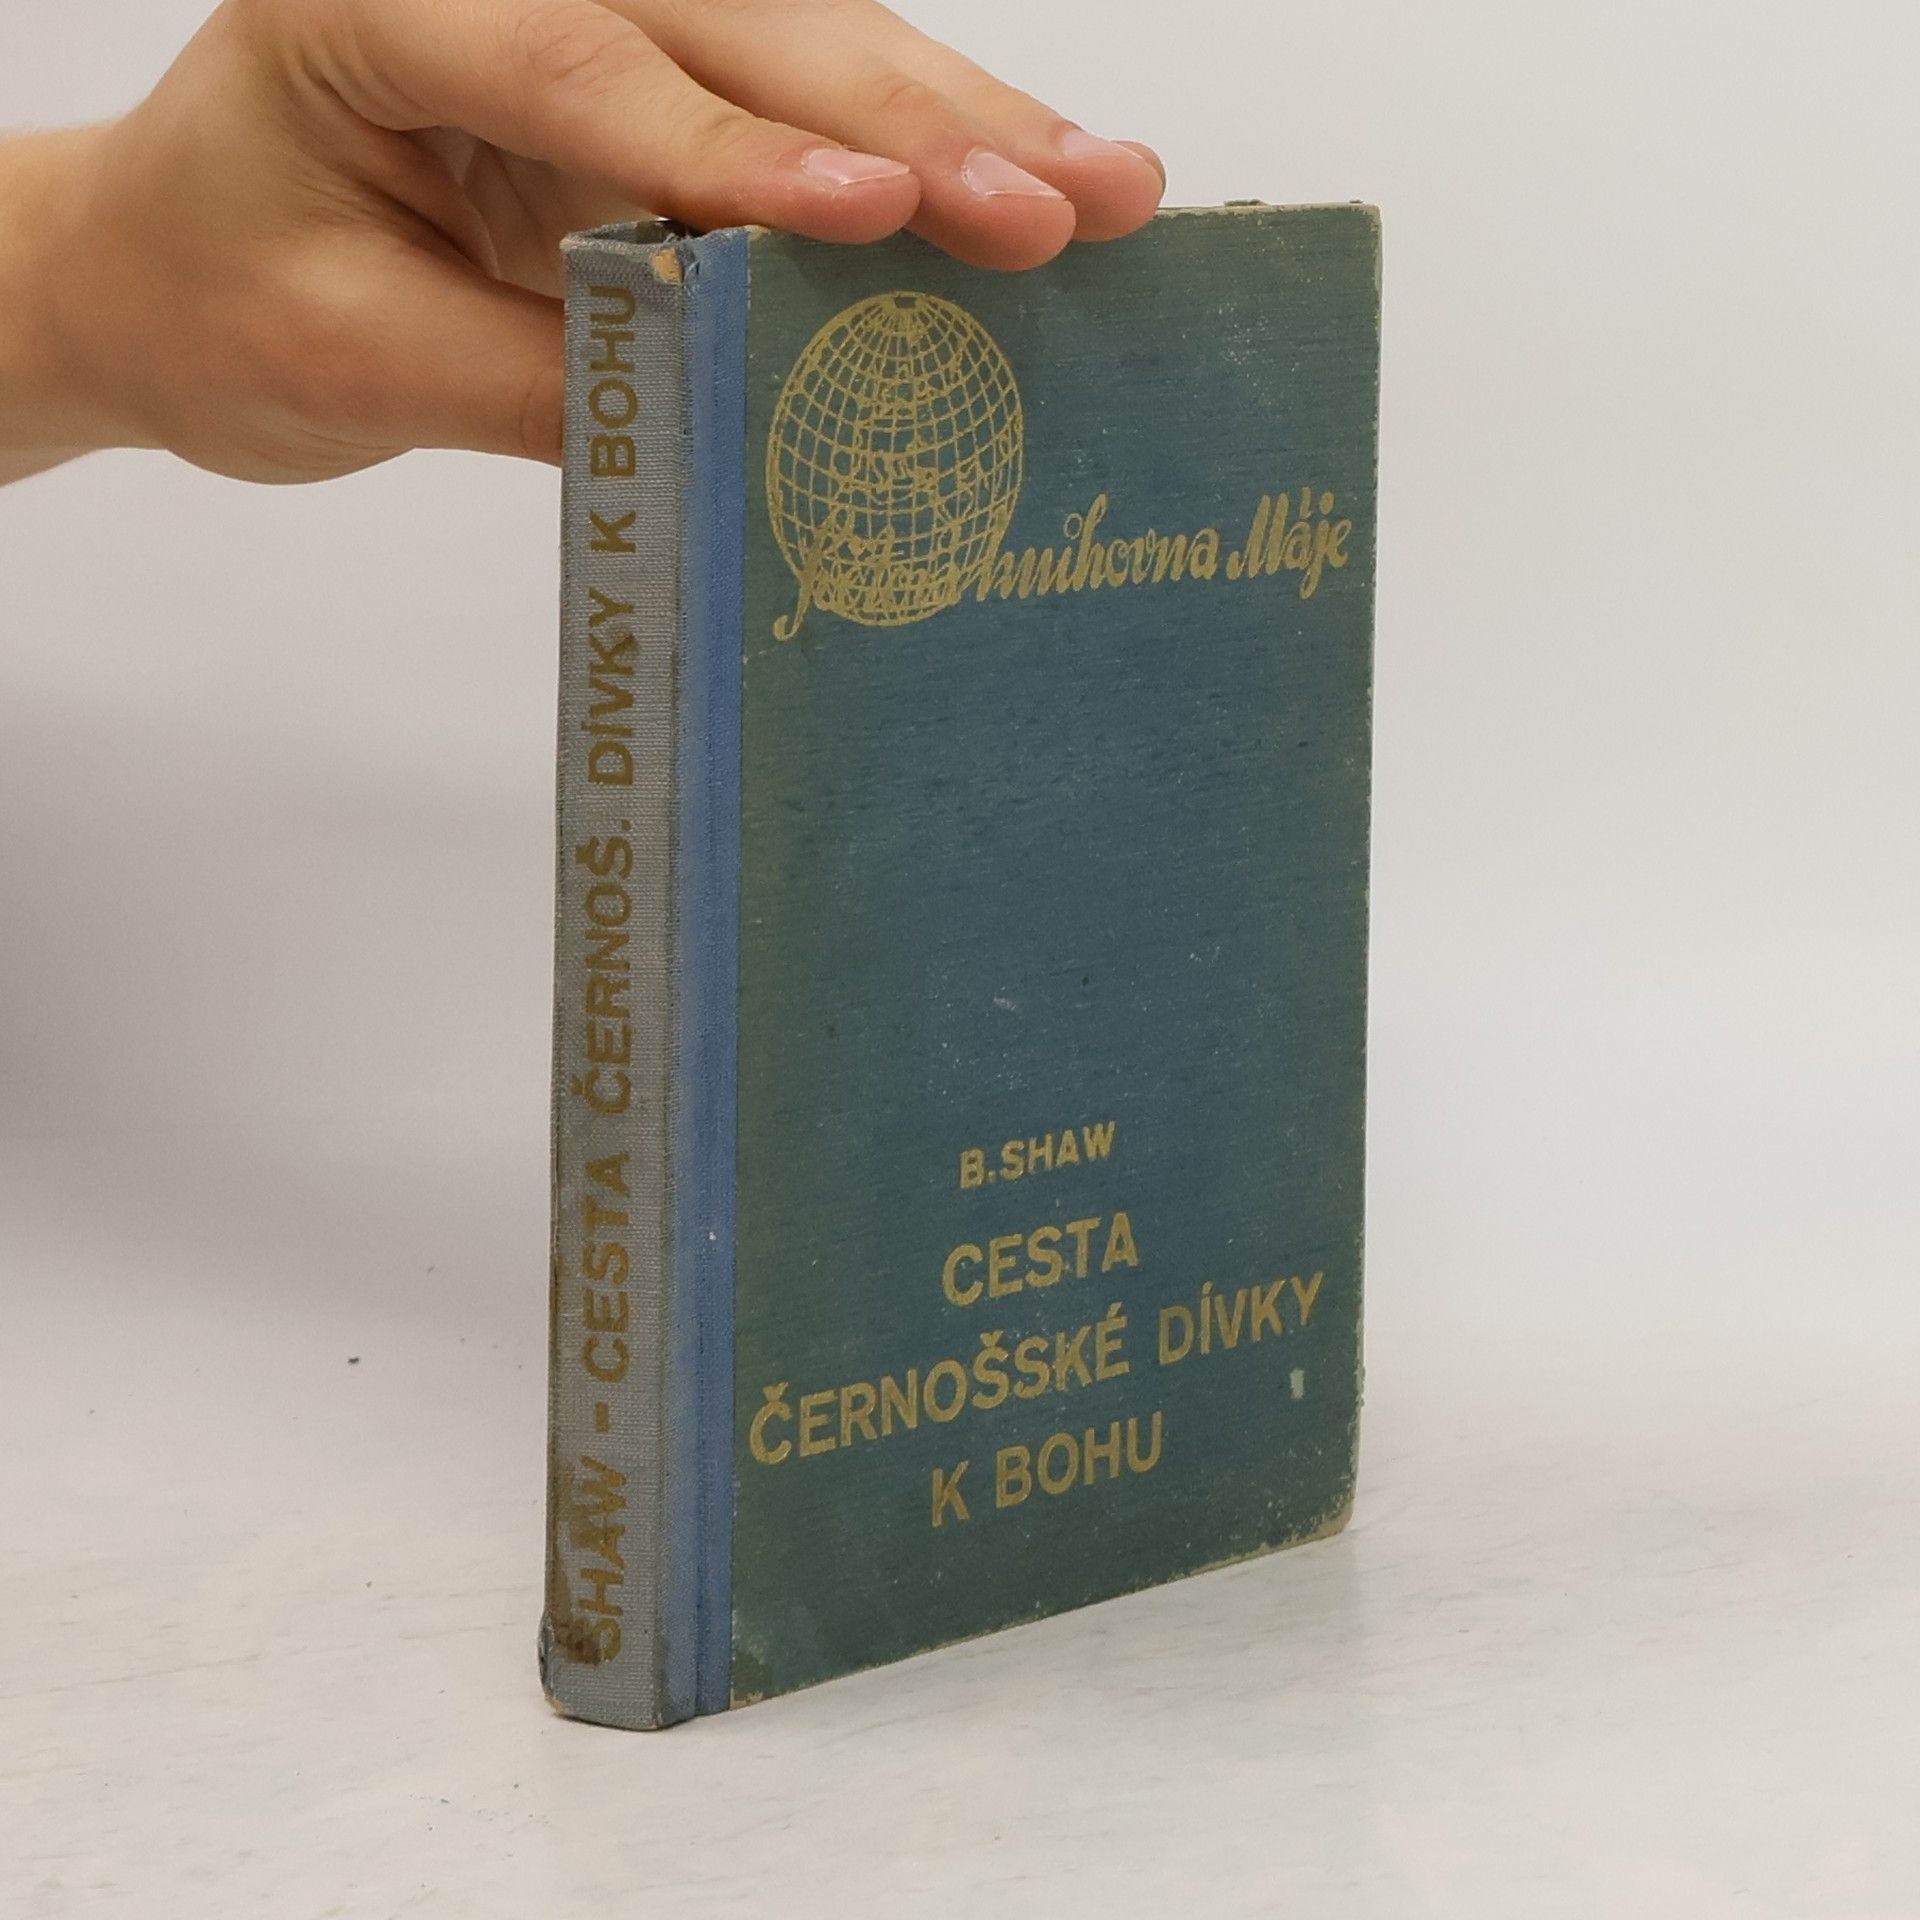 SHAW - CESTA ČERNOŠ. DÍVKY K BOHU
Světová knihovna Máje
B. SHAW
CESTA
ČERNOŠSKÉ DÍVKY
K BOHU